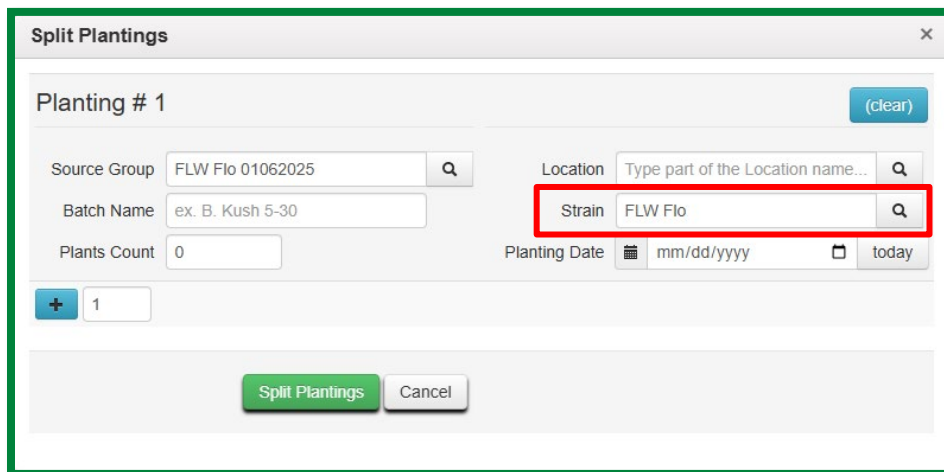 Split Plantings ×
Planting # 1 (clear)
Source Group FLW Flo 01062025 Location Type part of the Location name...
Batch Name ex. B. Kush 5-30 Strain FLW Flo
Plants Count 0 Planting Date mm/dd/yyyy today
+ 1
Split Plantings Cancel